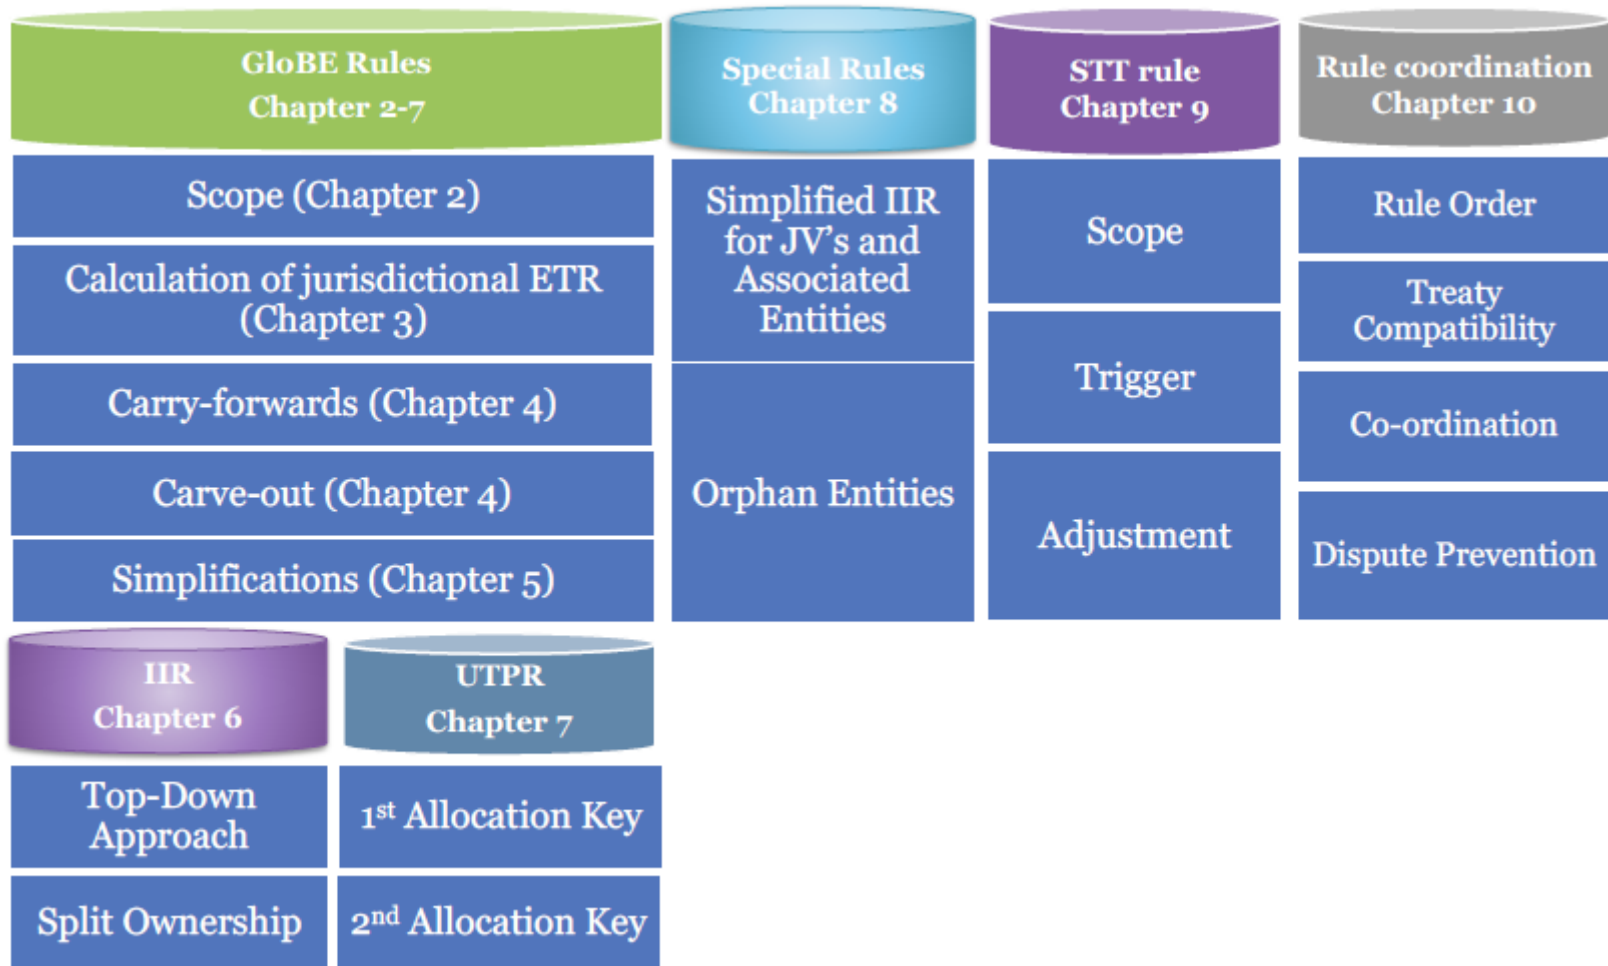 GloBE Rules
Chapter 2-7
Scope (Chapter 2)
Calculation of jurisdictional ETR
(Chapter 3)
Carry-forwards (Chapter 4)
Carve-out (Chapter 4)
Simplifications (Chapter 5)
IIR
Chapter 6
Top-Down
Approach
Split Ownership
UTPR
Chapter 7
1st Allocation Key
2nd Allocation Key
Special Rules
Chapter 8
Simplified IIR
for JV's and
Associated
Entities
Orphan Entities
STT rule
Chapter 9
Scope
Trigger
Adjustment
Rule coordination
Chapter 10
Rule Order
Treaty
Compatibility
Co-ordination
Dispute Prevention